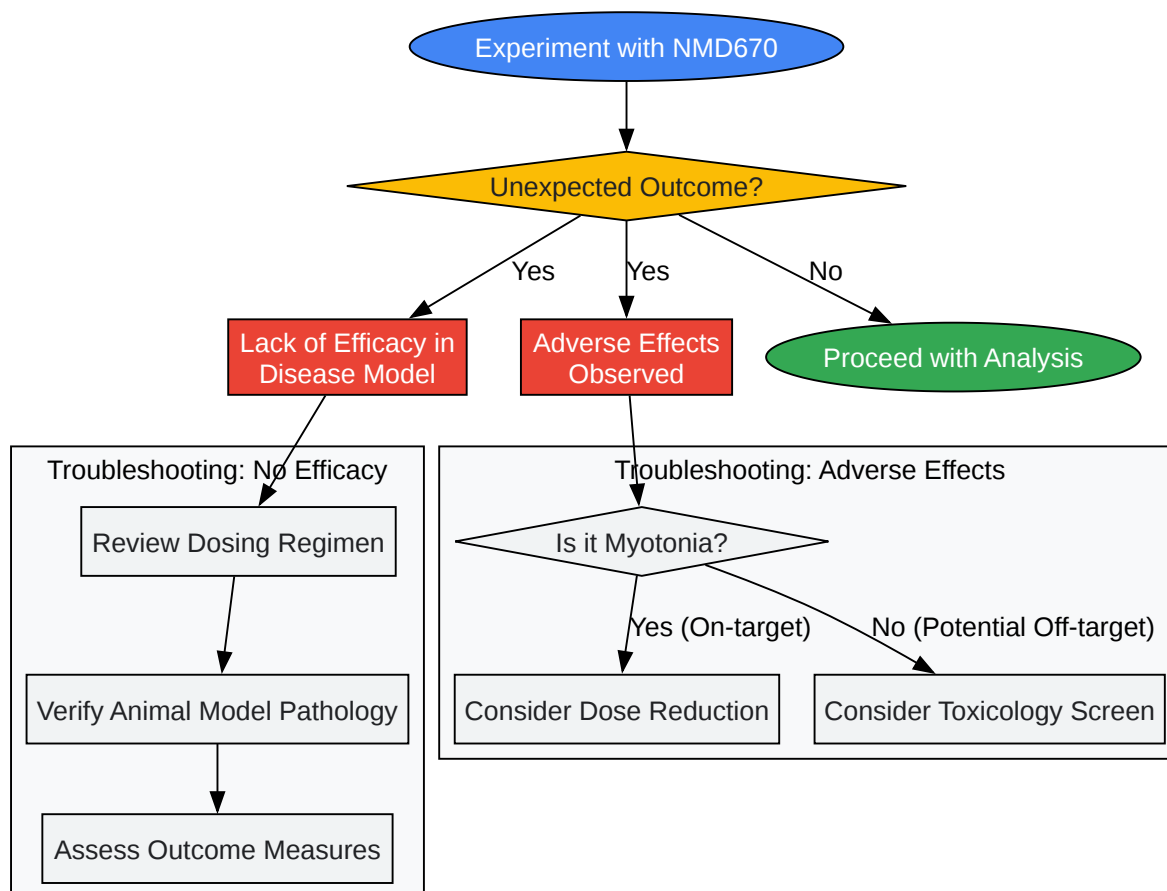 Experiment with NMD670
Unexpected Outcome?
Yes
Yes
No
Lack of Efficacy in
Disease Model
Adverse Effects
Observed
Proceed with Analysis
Troubleshooting: No Efficacy
Troubleshooting: Adverse Effects
Review Dosing Regimen
Is it Myotonia?
Yes (On-target)
No (Potential Off-target)
Verify Animal Model Pathology
Consider Dose Reduction
Consider Toxicology Screen
Assess Outcome Measures